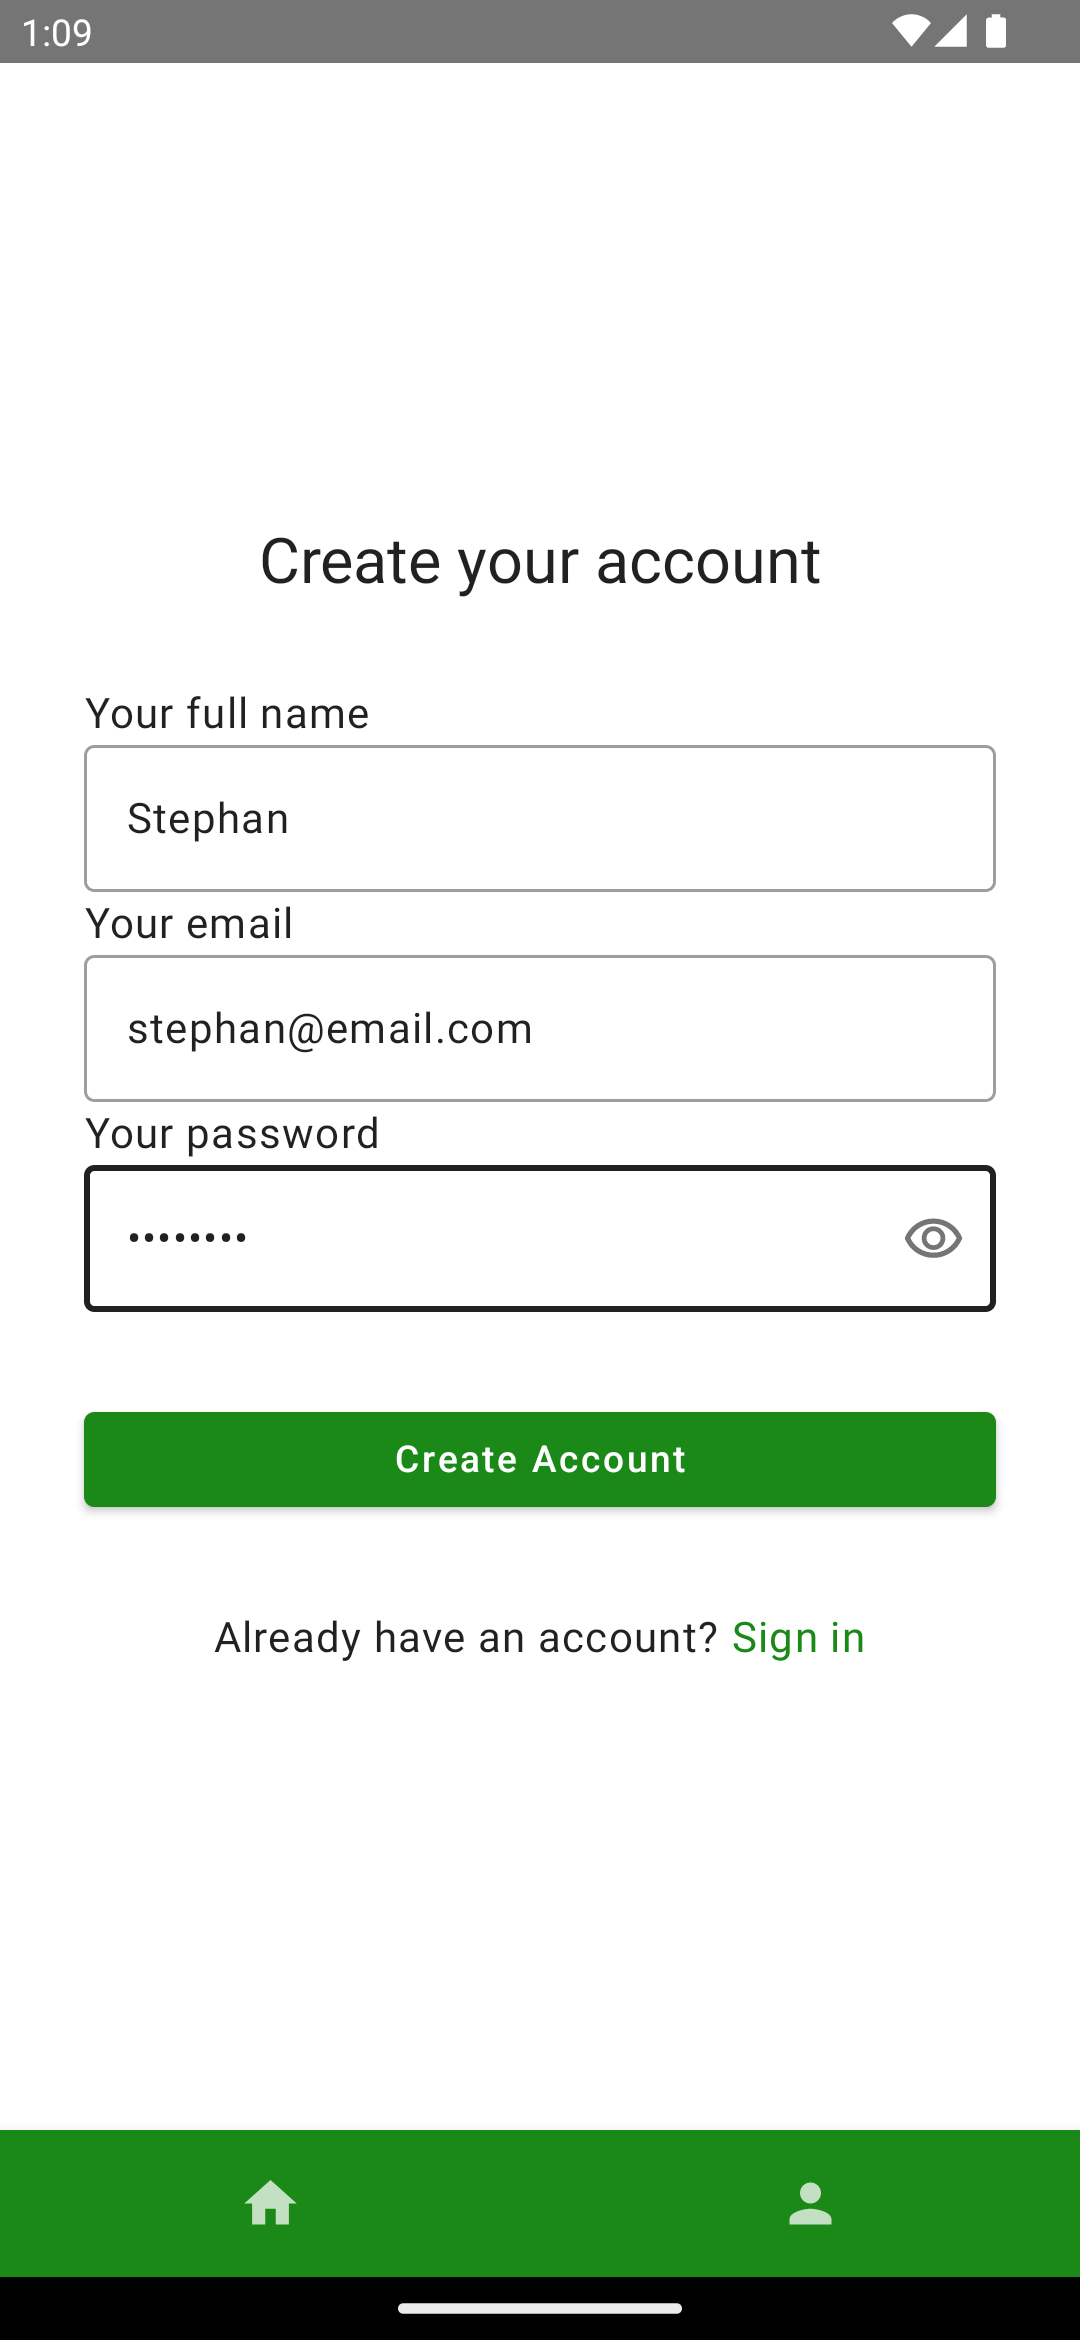 1:09
Create your account
Your full name
Stephan
Your email
stephan@email.com
Your password
••••••••
Create Account
Already have an account? Sign in